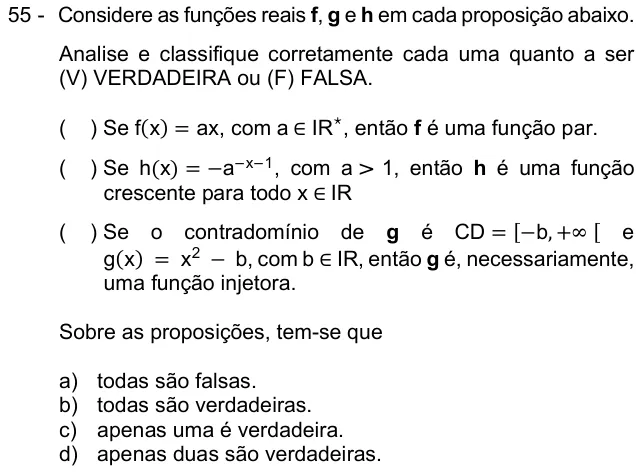 55 - Considere as funções reais f, g e h em cada proposição abaixo.
Analise e classifique corretamente cada uma quanto a ser
(V) VERDADEIRA ou (F) FALSA.
( ) Se f(x) = ax, com a ∈ IR*, então f é uma função par.
( ) Se h(x) = −a⁻ˣ⁻¹, com a > 1, então h é uma função
crescente para todo x ∈ IR
( ) Se o contradomínio de g é CD = [−b, +∞ [ e
g(x) = x² − b, com b ∈ IR, então g é, necessariamente,
uma função injetora.
Sobre as proposições, tem-se que
a) todas são falsas.
b) todas são verdadeiras.
c) apenas uma é verdadeira.
d) apenas duas são verdadeiras.